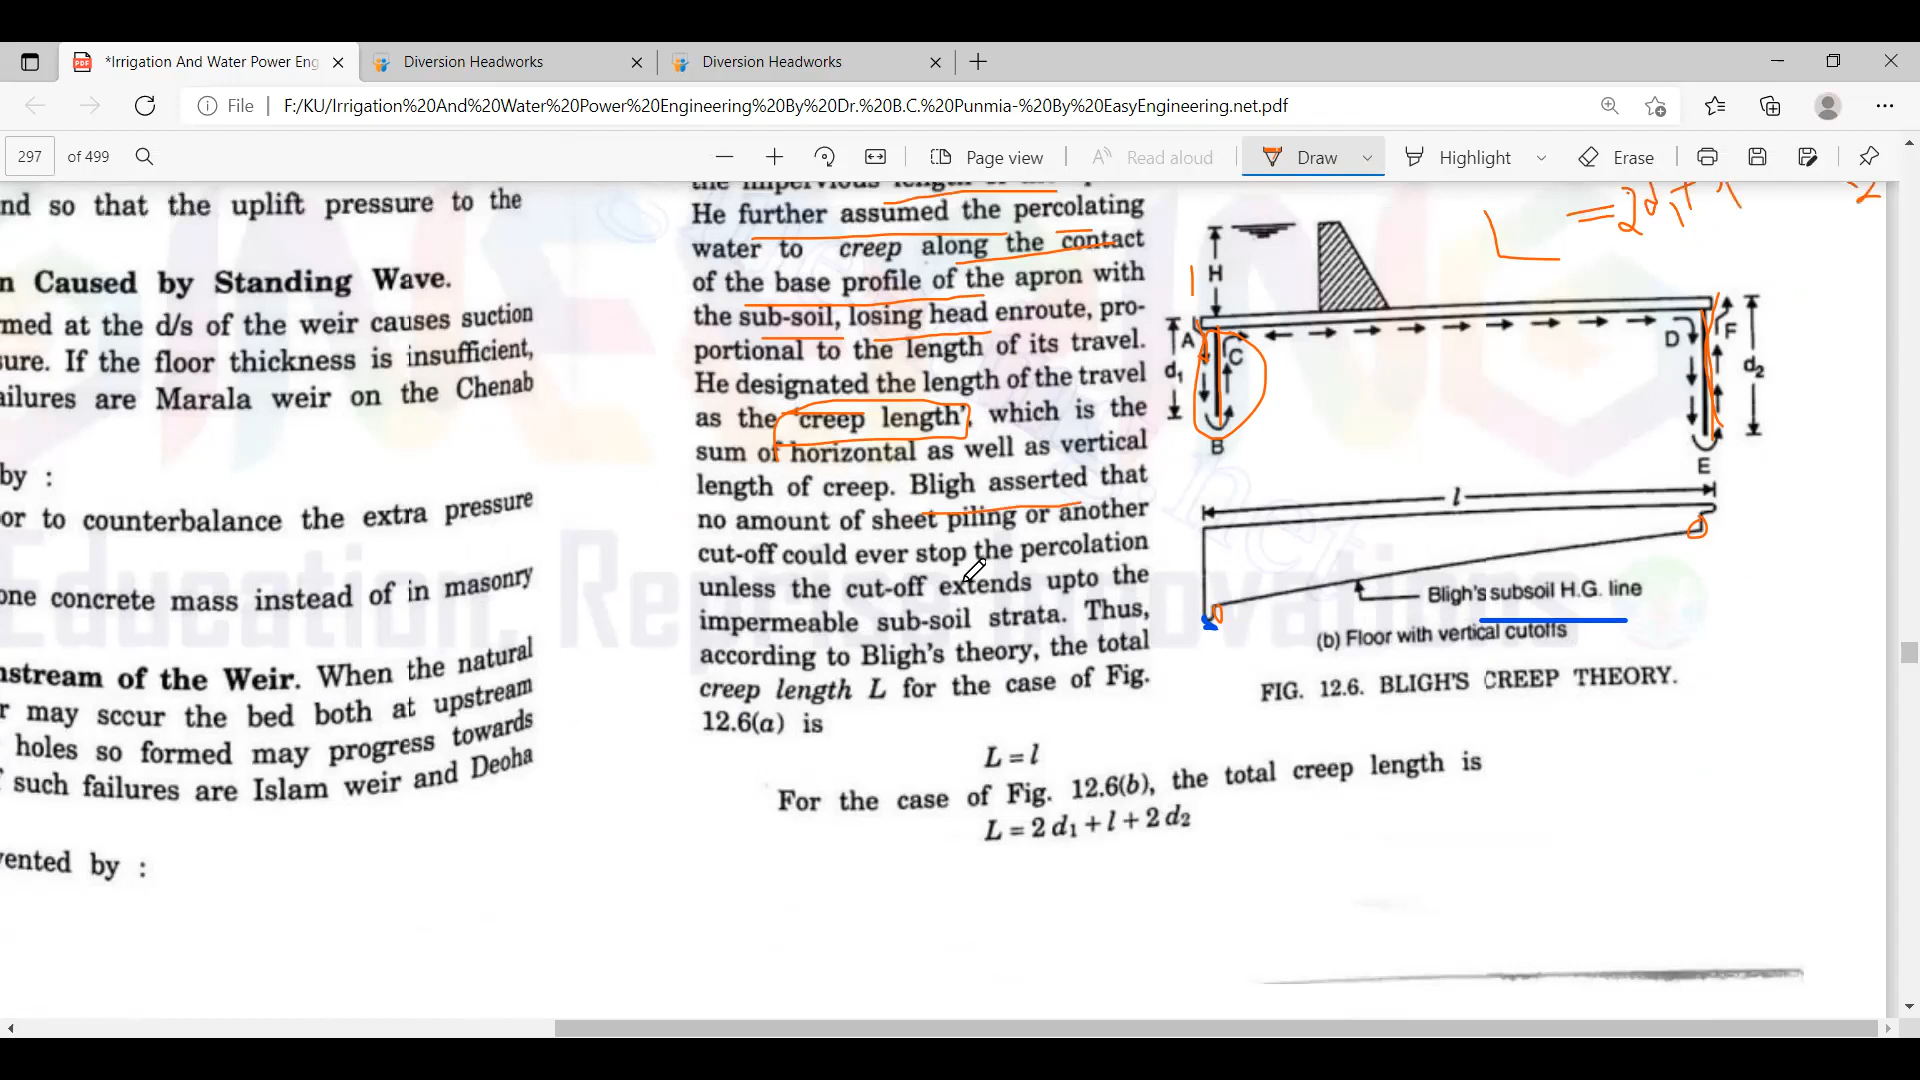 *Irrigation And Water Power Eng
Diversion Headworks
Diversion Headworks
File
F:/KU/Irrigation%20And%20Water%20Power%20Engineering%20By%20Dr.%20B.C.%20Punmia-%20By%20EasyEngineering.net.pdf
297 of 499
Page view
Read aloud
Draw
Highlight
Erase
nd so that the uplift pressure to the
n Caused by Standing Wave.
rmed at the d/s of the weir causes suction
sure. If the floor thickness is insufficient,
ailures are Marala weir on the Chenab
by :
or to counterbalance the extra pressure
one concrete mass instead of in masonry
nstream of the Weir. When the natural
r may sccur the bed both at upstream
holes so formed may progress towards
f such failures are Islam weir and Deoha
vented by :
the impervious length of the
He further assumed the percolating
water to creep along the contact
of the base profile of the apron with
the sub-soil, losing head enroute, pro-
portional to the length of its travel.
He designated the length of the travel
as the 'creep length', which is the
sum of horizontal as well as vertical
length of creep. Bligh asserted that
no amount of sheet piling or another
cut-off could ever stop the percolation
unless the cut-off extends upto the
impermeable sub-soil strata. Thus,
according to Bligh's theory, the total
creep length L for the case of Fig.
12.6(a) is
L = l
For the case of Fig. 12.6(b), the total creep length is
L = 2 d₁ + l + 2 d₂
L = 2d₁+
H
A
C
D
F
d₁
d₂
B
E
l
Bligh's subsoil H.G. line
(b) Floor with vertical cutoffs
FIG. 12.6. BLIGH'S CREEP THEORY.